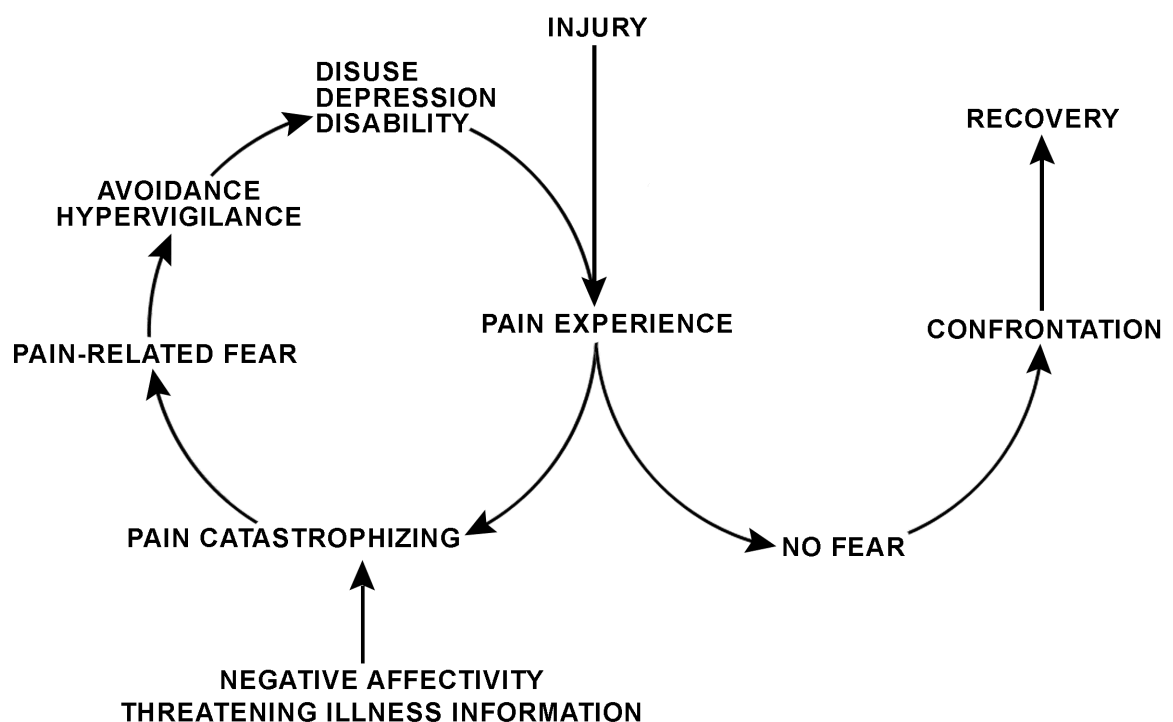 INJURY
DISUSE
DEPRESSION
DISABILITY
RECOVERY
AVOIDANCE
HYPERVIGILANCE
PAIN EXPERIENCE
CONFRONTATION
PAIN-RELATED FEAR
PAIN CATASTROPHIZING
NO FEAR
NEGATIVE AFFECTIVITY
THREATENING ILLNESS INFORMATION